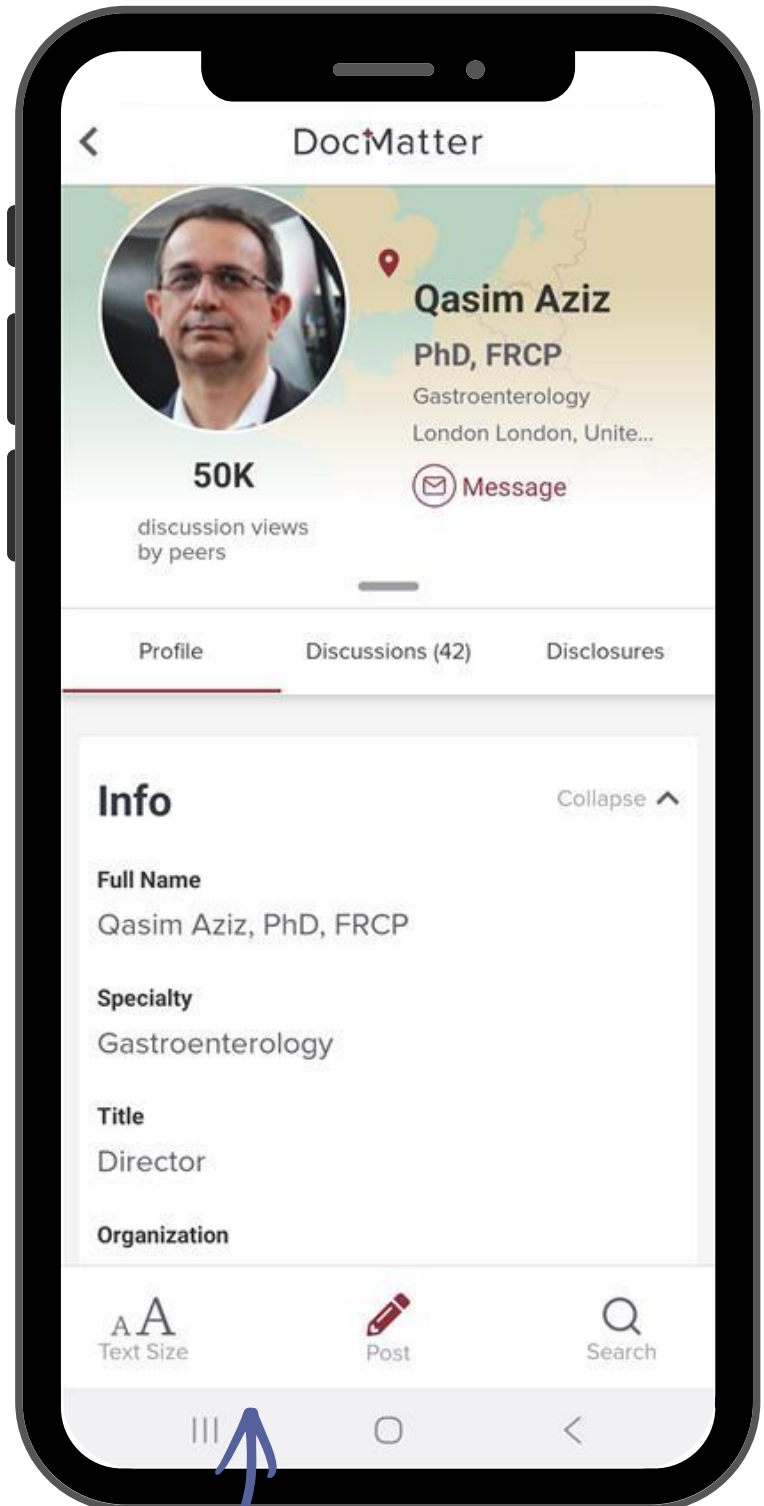 DocMatter
Qasim Aziz
PhD, FRCP
Gastroenterology
London London, Unite...
Message
50K
discussion views
by peers
Profile
Discussions (42)
Disclosures
Info
Collapse
Full Name
Qasim Aziz, PhD, FRCP
Specialty
Gastroenterology
Title
Director
Organization
AA
Text Size
Post
Search